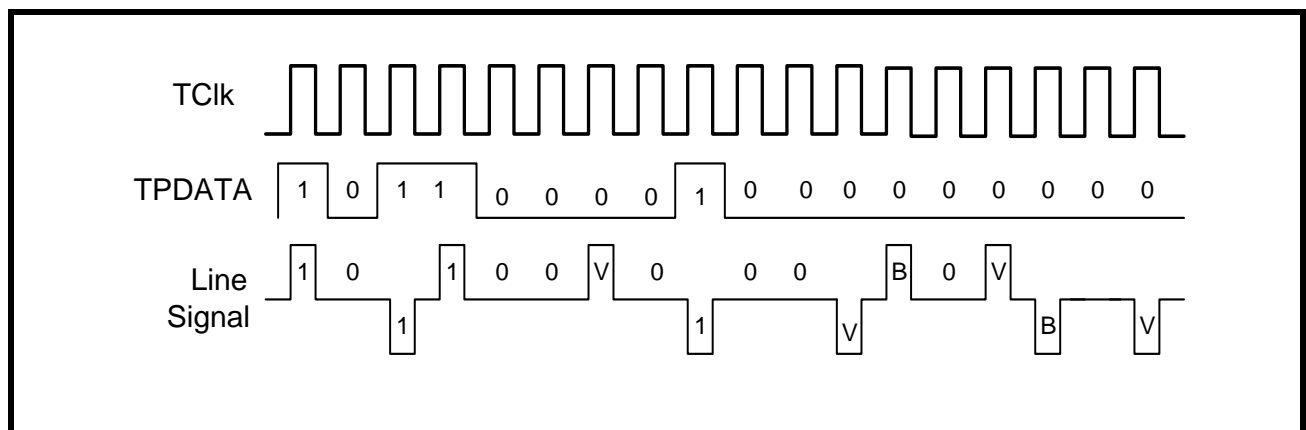 TClk
TPDATA 1 0 1 1 0 0 0 0 1 0 0 0 0 0 0 0 0 0
Line Signal
1 0 1 1 0 0 V 0 1 0 0 V B 0 V B V